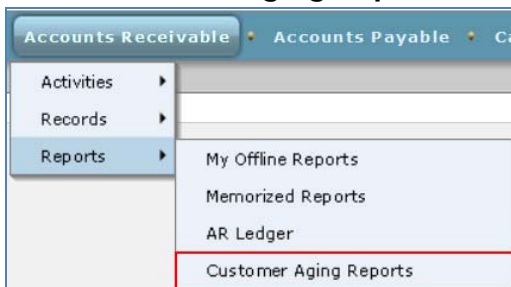 Accounts Receivable • Accounts Payable •
Activities
Records
Reports
My Offline Reports
Memorized Reports
AR Ledger
Customer Aging Reports